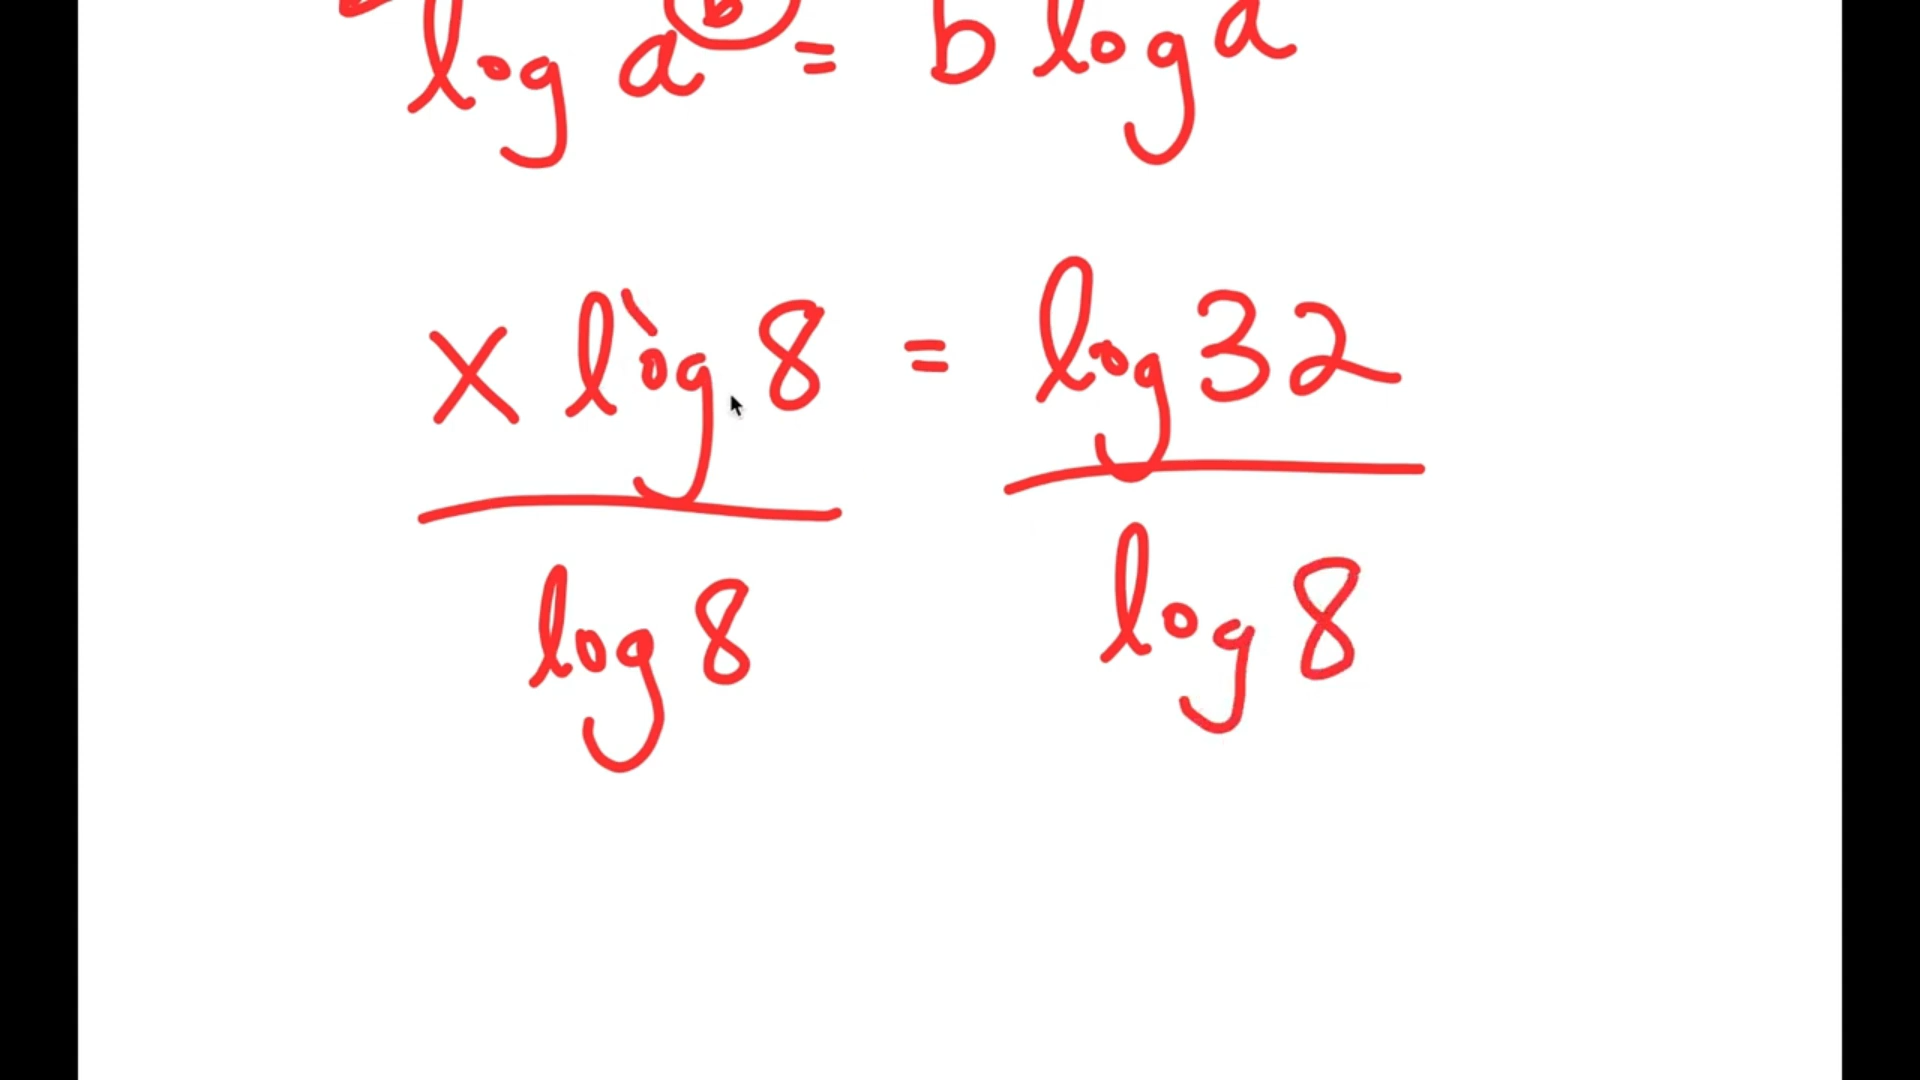 log a^b = b log a
x log 8 = log 32
log 8 log 8